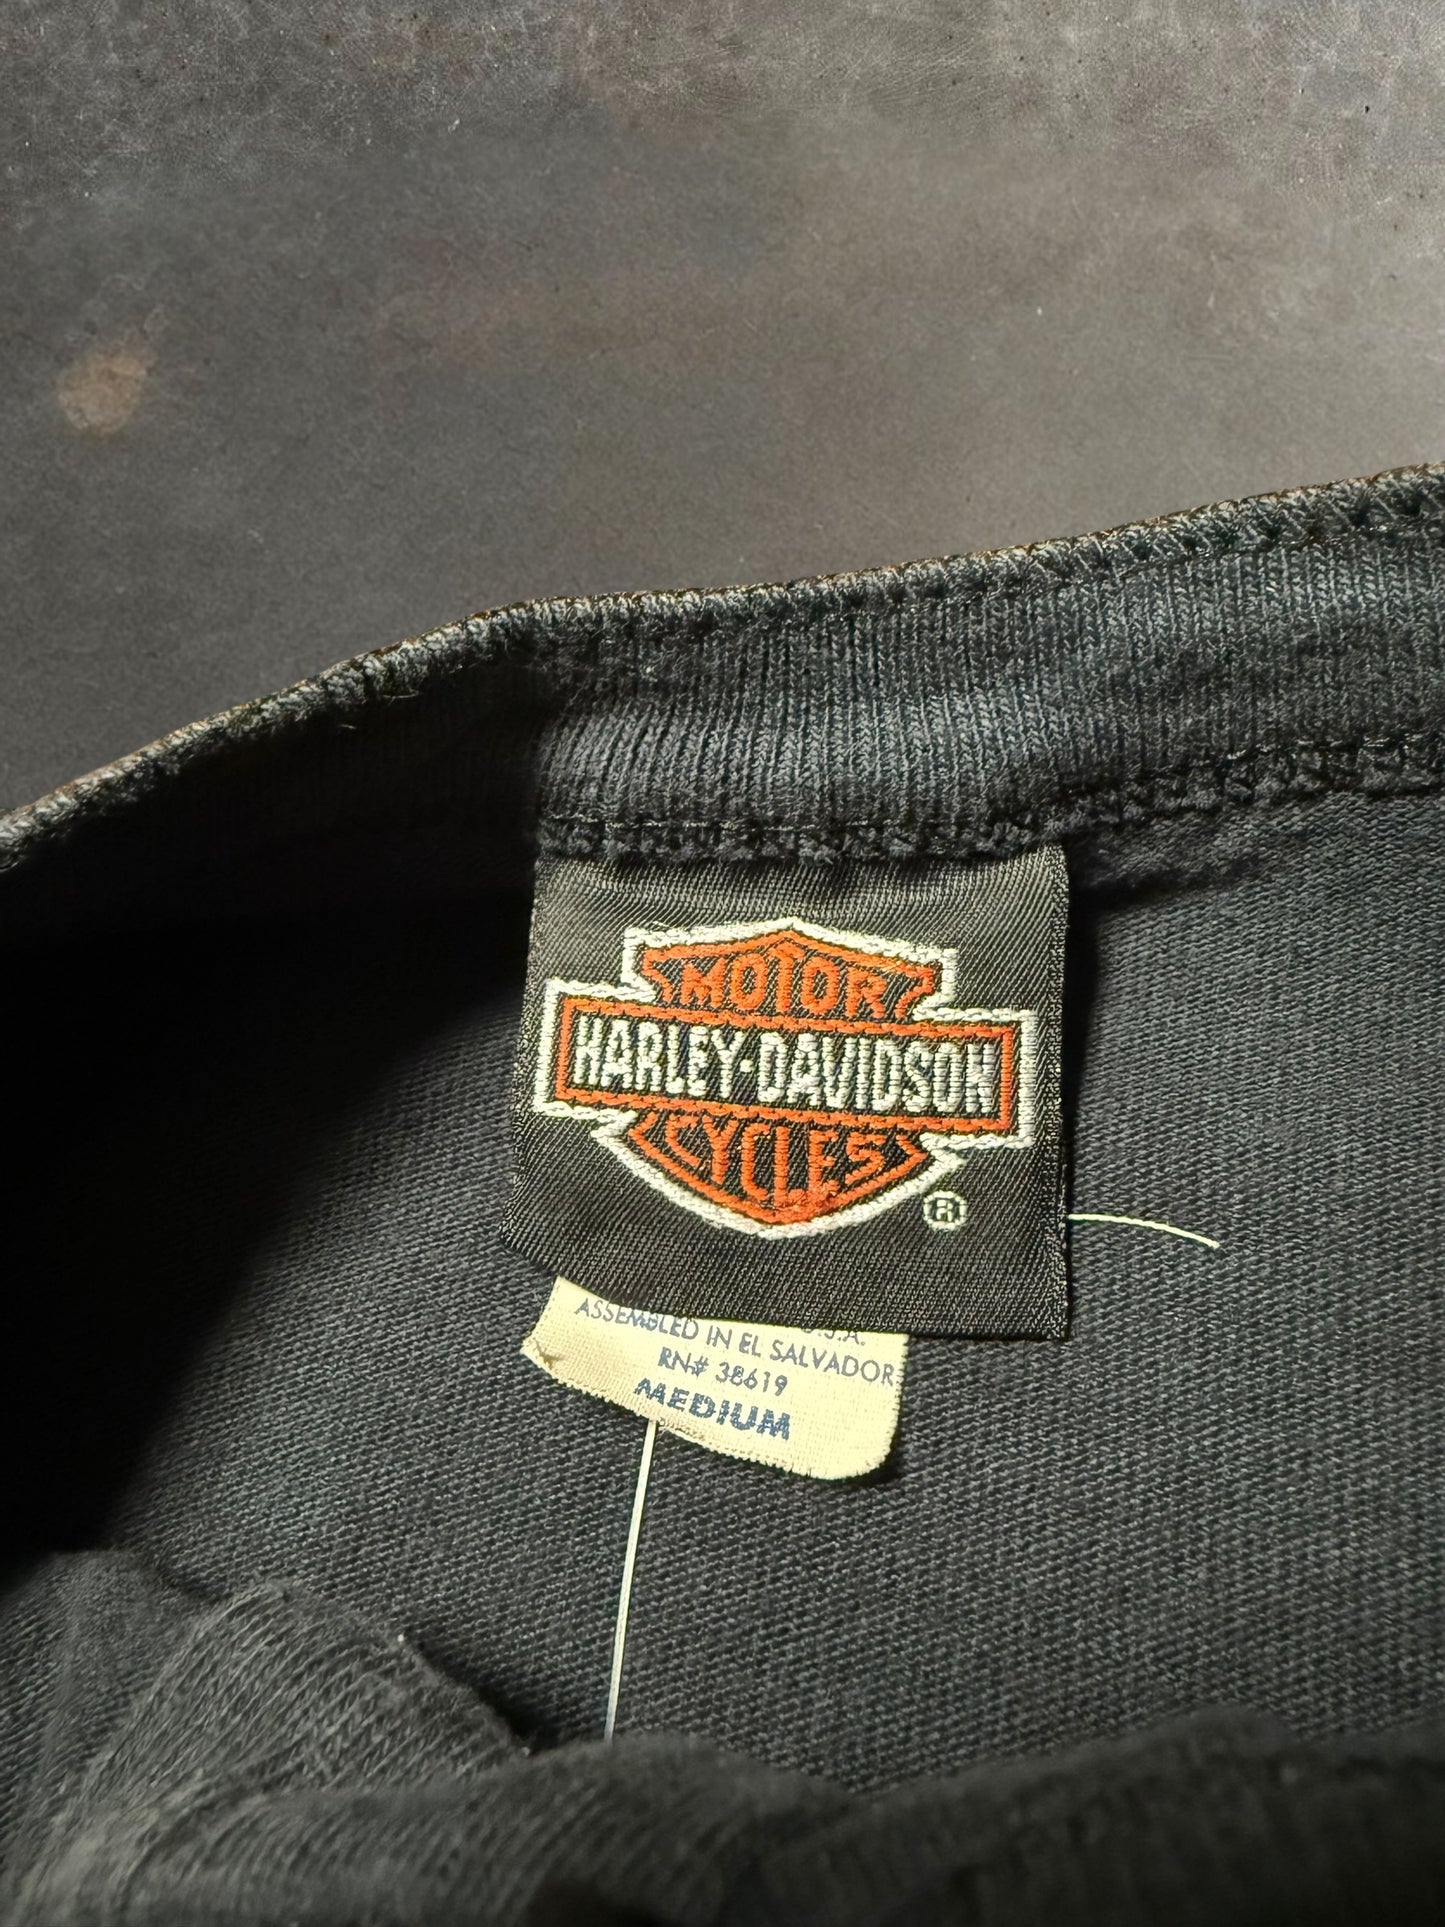 MOTOR
HARLEY-DAVIDSON
CYCLES
®
U.S.A.
ASSEMBLED IN EL SALVADOR
RN# 38619
MEDIUM